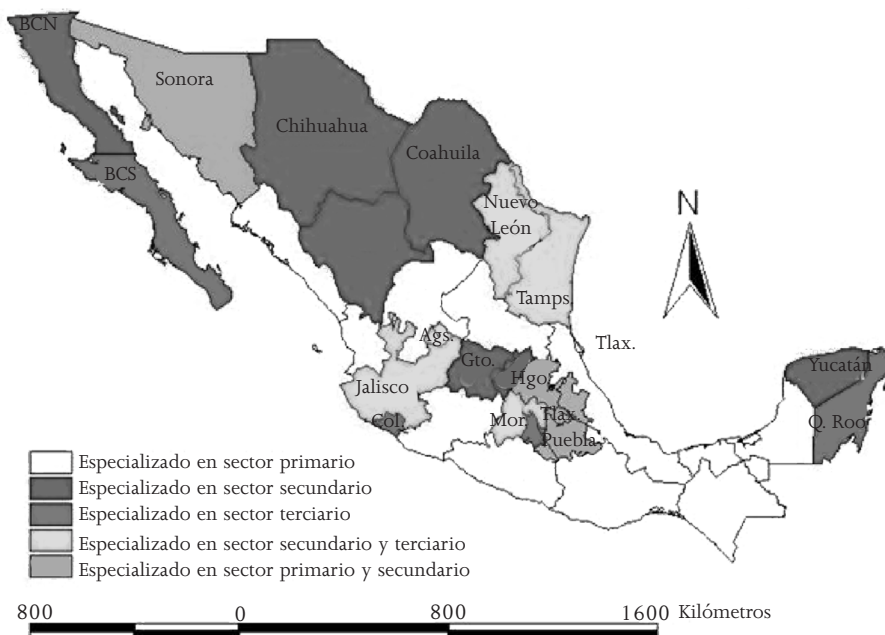 BCN
Sonora
Chihuahua
Coahuila
BCS
Nuevo
León
N
Tamps.
Ags.
Tlax.
Gto.
Hgo.
Yucatán
Jalisco
Col.
Mor.
Tlax.
Puebla
Q. Roo
Especializado en sector primario
Especializado en sector secundario
Especializado en sector terciario
Especializado en sector secundario y terciario
Especializado en sector primario y secundario
800 0 800 1600 Kilómetros